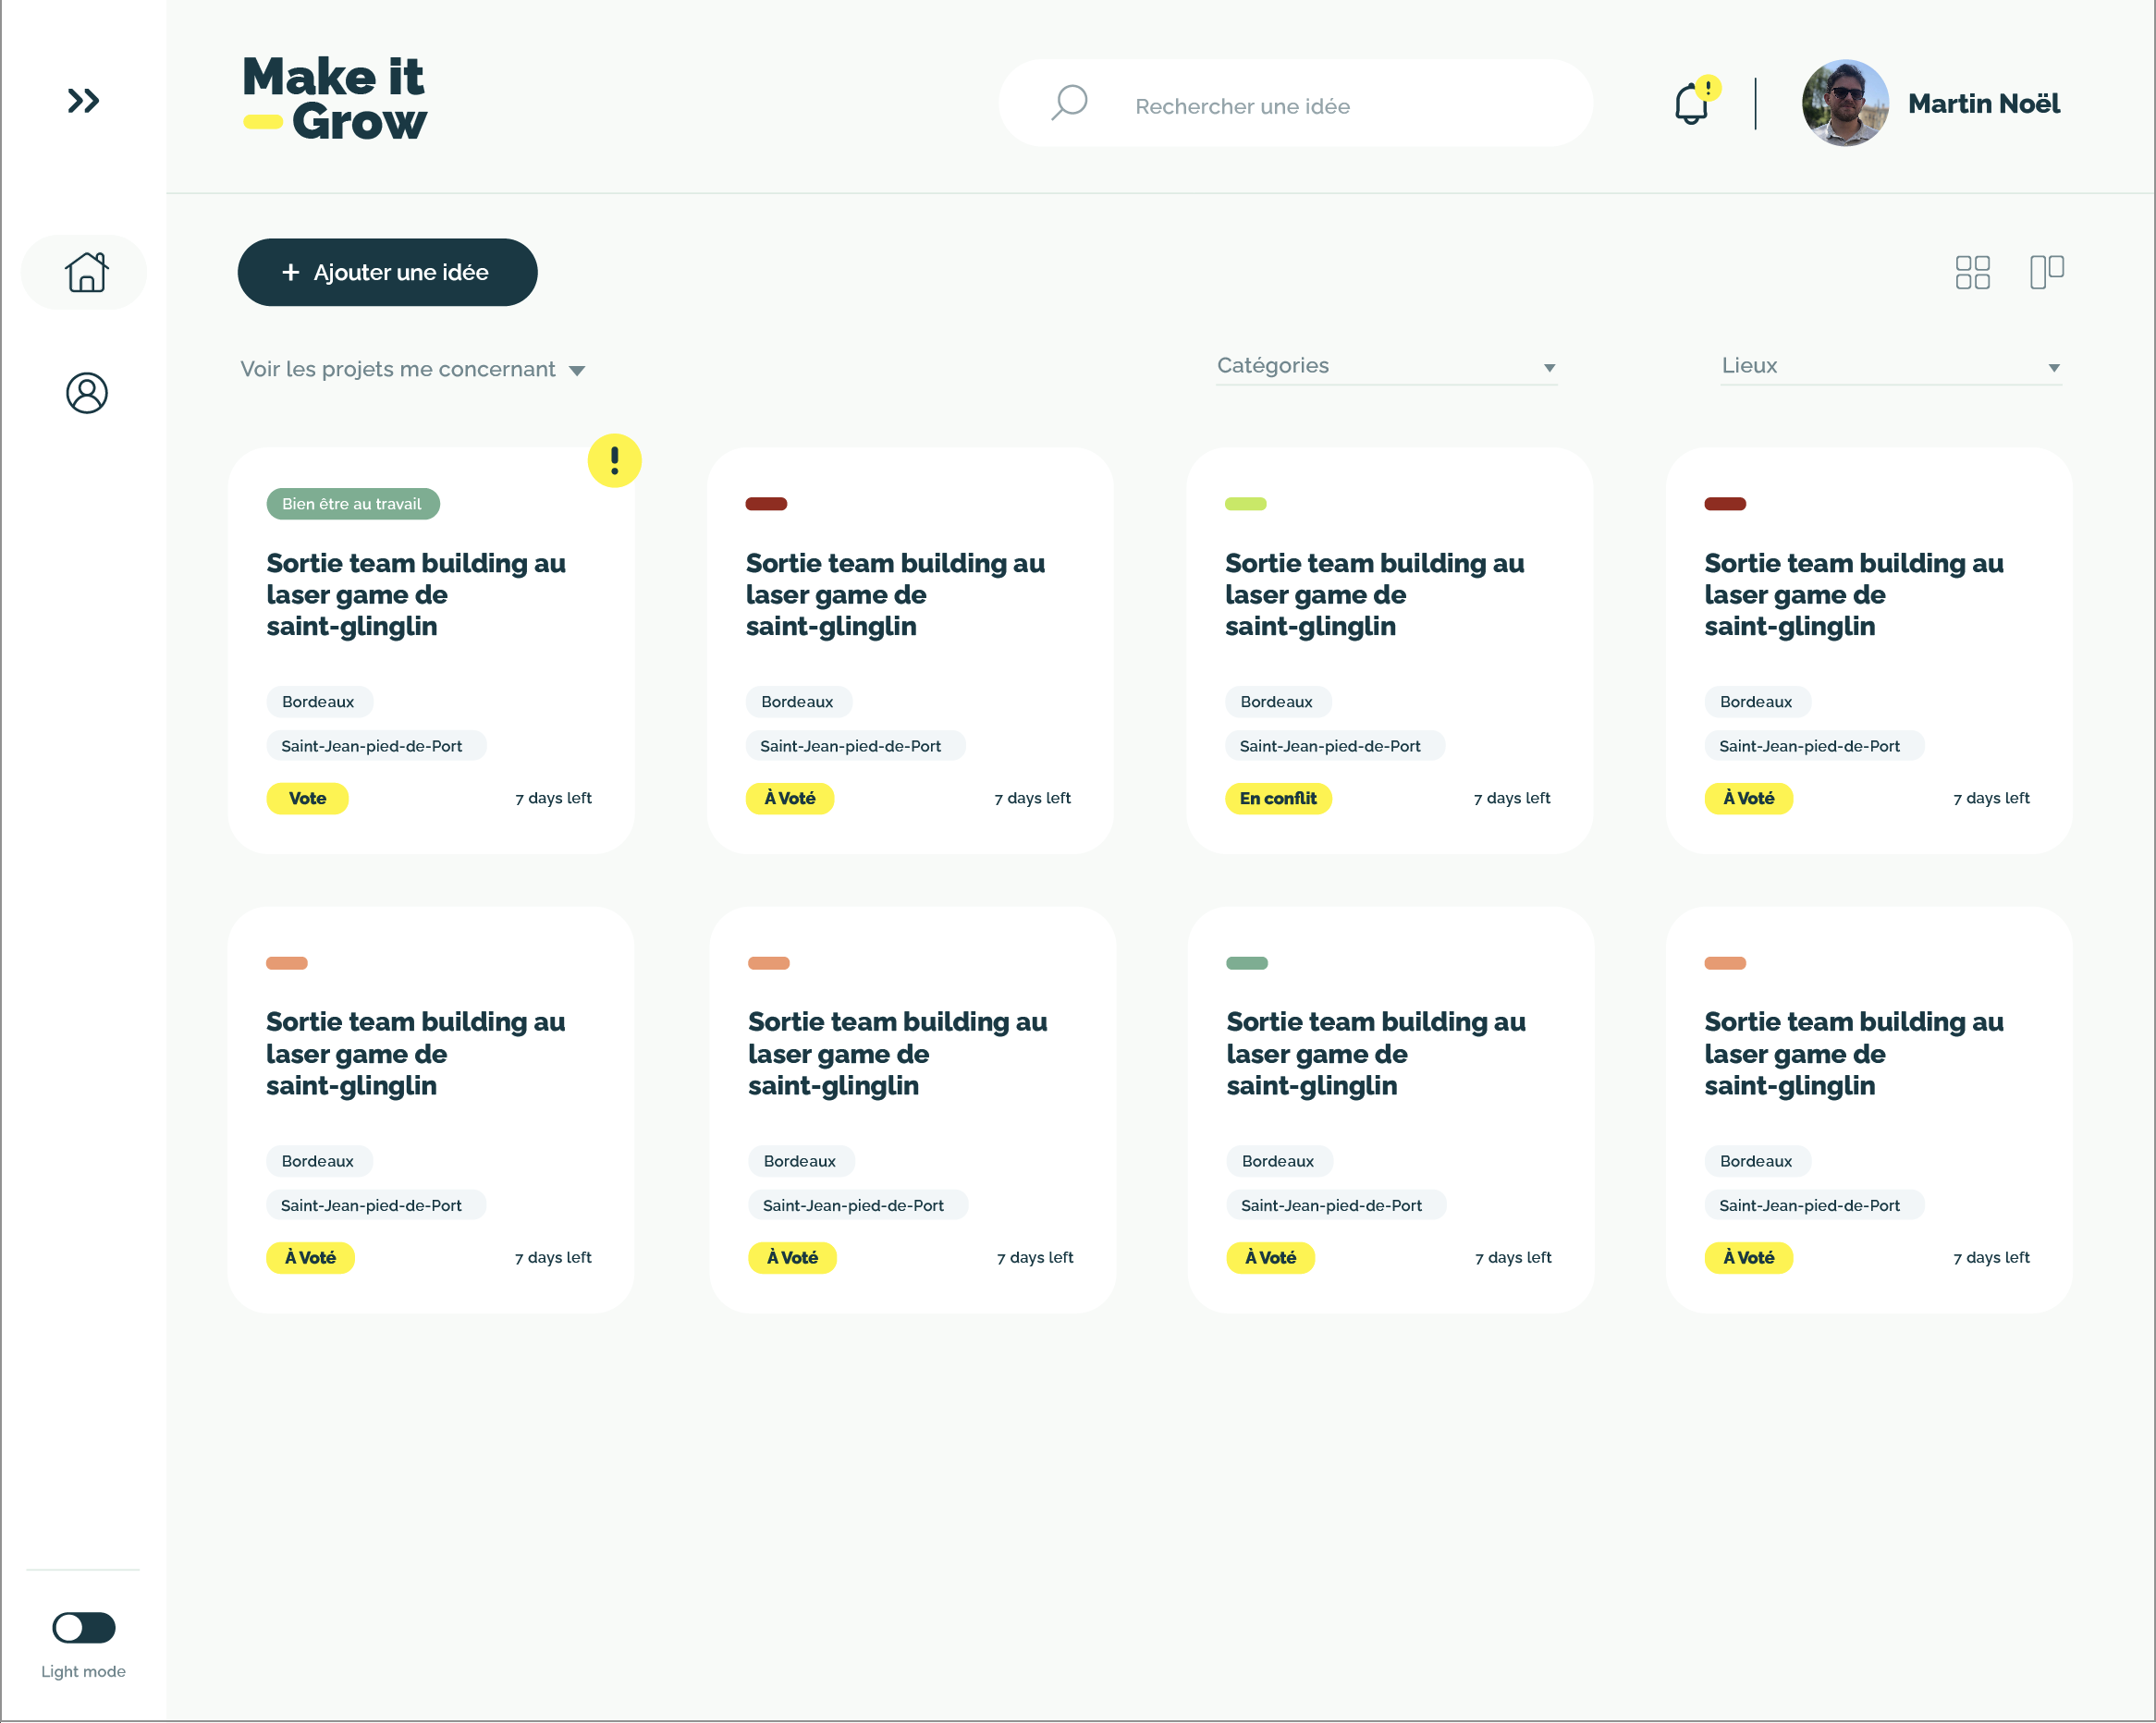 Make it
Grow
Rechercher une idée
!
Martin Noël
+ Ajouter une idée
Voir les projets me concernant
Catégories
Lieux
!
Bien être au travail
Sortie team building au
laser game de
saint-glinglin
Bordeaux
Saint-Jean-pied-de-Port
Vote
7 days left
Sortie team building au
laser game de
saint-glinglin
Bordeaux
Saint-Jean-pied-de-Port
À Voté
7 days left
Sortie team building au
laser game de
saint-glinglin
Bordeaux
Saint-Jean-pied-de-Port
En conflit
7 days left
Sortie team building au
laser game de
saint-glinglin
Bordeaux
Saint-Jean-pied-de-Port
À Voté
7 days left
Sortie team building au
laser game de
saint-glinglin
Bordeaux
Saint-Jean-pied-de-Port
À Voté
7 days left
Sortie team building au
laser game de
saint-glinglin
Bordeaux
Saint-Jean-pied-de-Port
À Voté
7 days left
Sortie team building au
laser game de
saint-glinglin
Bordeaux
Saint-Jean-pied-de-Port
À Voté
7 days left
Sortie team building au
laser game de
saint-glinglin
Bordeaux
Saint-Jean-pied-de-Port
À Voté
7 days left
Light mode